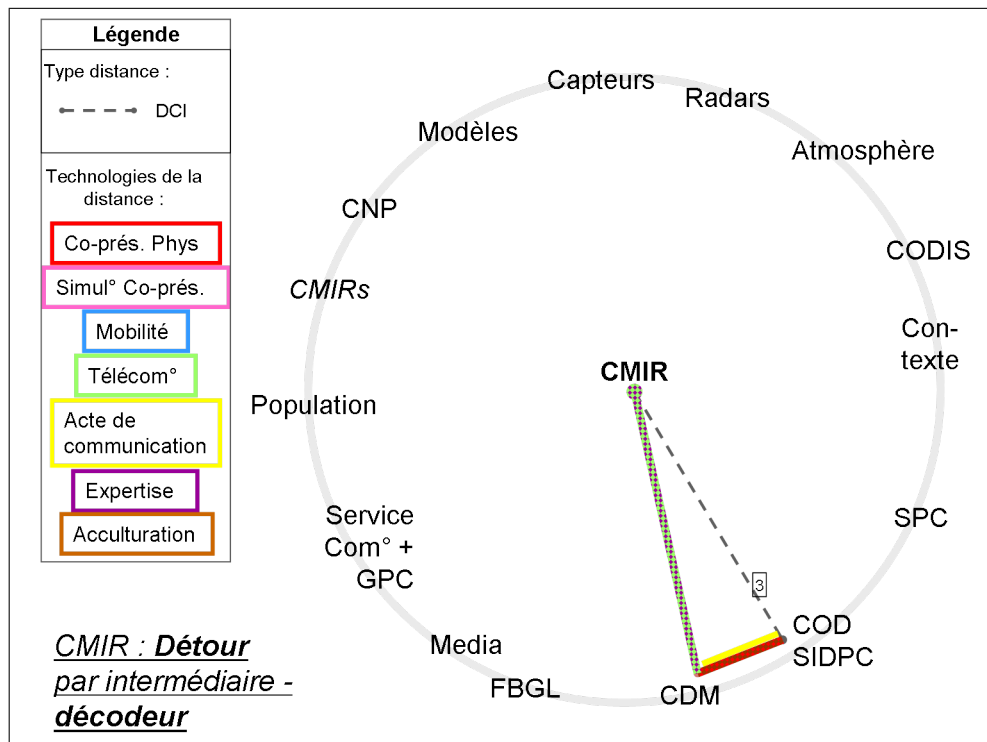 Légende
Type distance :
DCI
Technologies de la
distance :
Co-prés. Phys
Simul° Co-prés.
Mobilité
Télécom°
Acte de
communication
Expertise
Acculturation
CMIR : Détour
par intermédiaire -
décodeur
Capteurs
Radars
Modèles
Atmosphère
CNP
CODIS
CMIRs
Con-
texte
CMIR
Population
Service
Com° +
GPC
SPC
3
Media
COD
SIDPC
FBGL
CDM